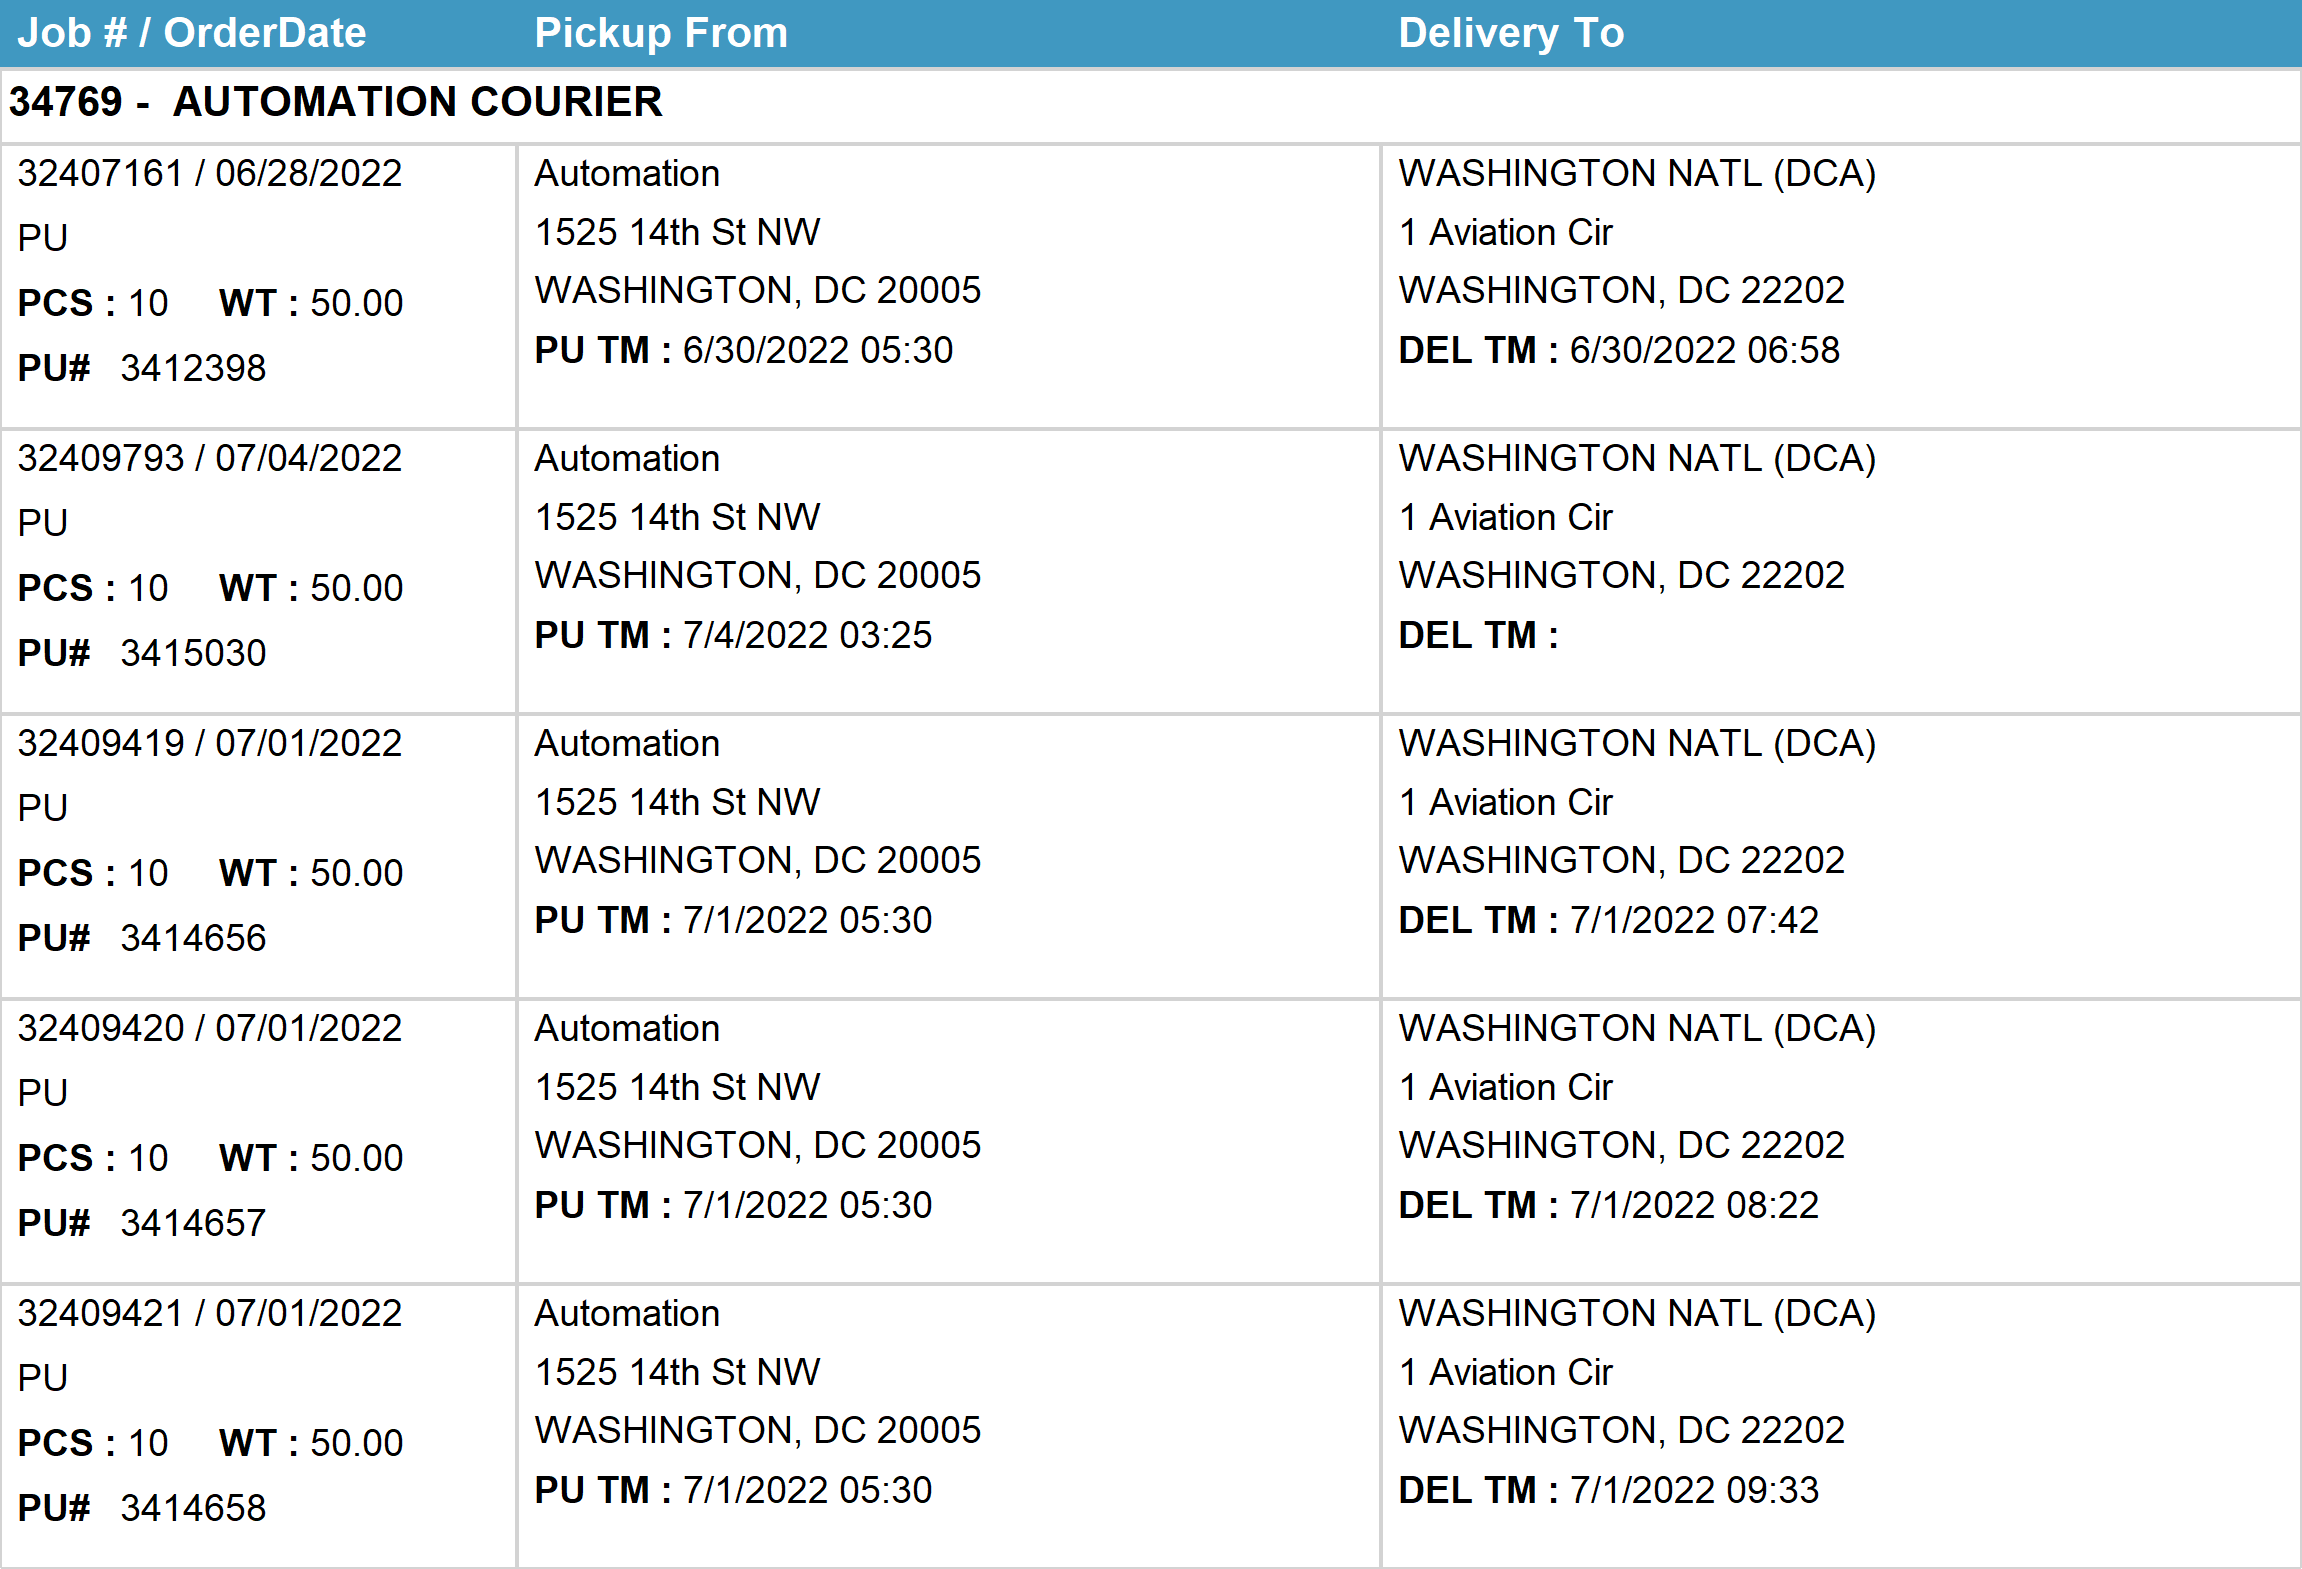 Job # / OrderDate Pickup From Delivery To
34769 - AUTOMATION COURIER
32407161 / 06/28/2022
PU
PCS : 10 WT : 50.00
PU# 3412398
Automation
1525 14th St NW
WASHINGTON, DC 20005
PU TM : 6/30/2022 05:30
WASHINGTON NATL (DCA)
1 Aviation Cir
WASHINGTON, DC 22202
DEL TM : 6/30/2022 06:58
32409793 / 07/04/2022
PU
PCS : 10 WT : 50.00
PU# 3415030
Automation
1525 14th St NW
WASHINGTON, DC 20005
PU TM : 7/4/2022 03:25
WASHINGTON NATL (DCA)
1 Aviation Cir
WASHINGTON, DC 22202
DEL TM :
32409419 / 07/01/2022
PU
PCS : 10 WT : 50.00
PU# 3414656
Automation
1525 14th St NW
WASHINGTON, DC 20005
PU TM : 7/1/2022 05:30
WASHINGTON NATL (DCA)
1 Aviation Cir
WASHINGTON, DC 22202
DEL TM : 7/1/2022 07:42
32409420 / 07/01/2022
PU
PCS : 10 WT : 50.00
PU# 3414657
Automation
1525 14th St NW
WASHINGTON, DC 20005
PU TM : 7/1/2022 05:30
WASHINGTON NATL (DCA)
1 Aviation Cir
WASHINGTON, DC 22202
DEL TM : 7/1/2022 08:22
32409421 / 07/01/2022
PU
PCS : 10 WT : 50.00
PU# 3414658
Automation
1525 14th St NW
WASHINGTON, DC 20005
PU TM : 7/1/2022 05:30
WASHINGTON NATL (DCA)
1 Aviation Cir
WASHINGTON, DC 22202
DEL TM : 7/1/2022 09:33